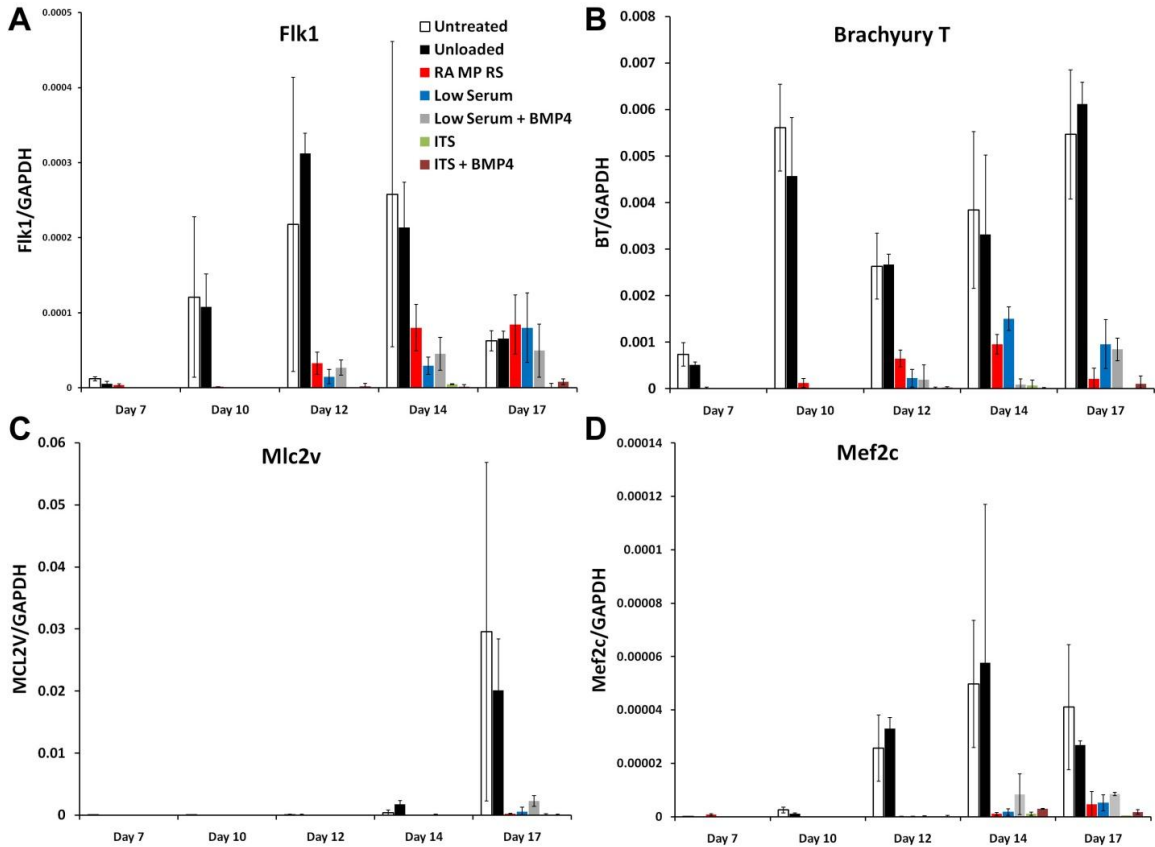 A
Flk1
Flk1/GAPDH
0.0005
0.0004
0.0003
0.0002
0.0001
0
Untreated
Unloaded
RA MP RS
Low Serum
Low Serum + BMP4
ITS
ITS + BMP4
Day 7 Day 10 Day 12 Day 14 Day 17
B
Brachyury T
BT/GAPDH
0.008
0.007
0.006
0.005
0.004
0.003
0.002
0.001
0
Day 7 Day 10 Day 12 Day 14 Day 17
C
Mlc2v
MCL2V/GAPDH
0.06
0.05
0.04
0.03
0.02
0.01
0
Day 7 Day 10 Day 12 Day 14 Day 17
D
Mef2c
Mef2c/GAPDH
0.00014
0.00012
0.0001
0.00008
0.00006
0.00004
0.00002
0
Day 7 Day 10 Day 12 Day 14 Day 17